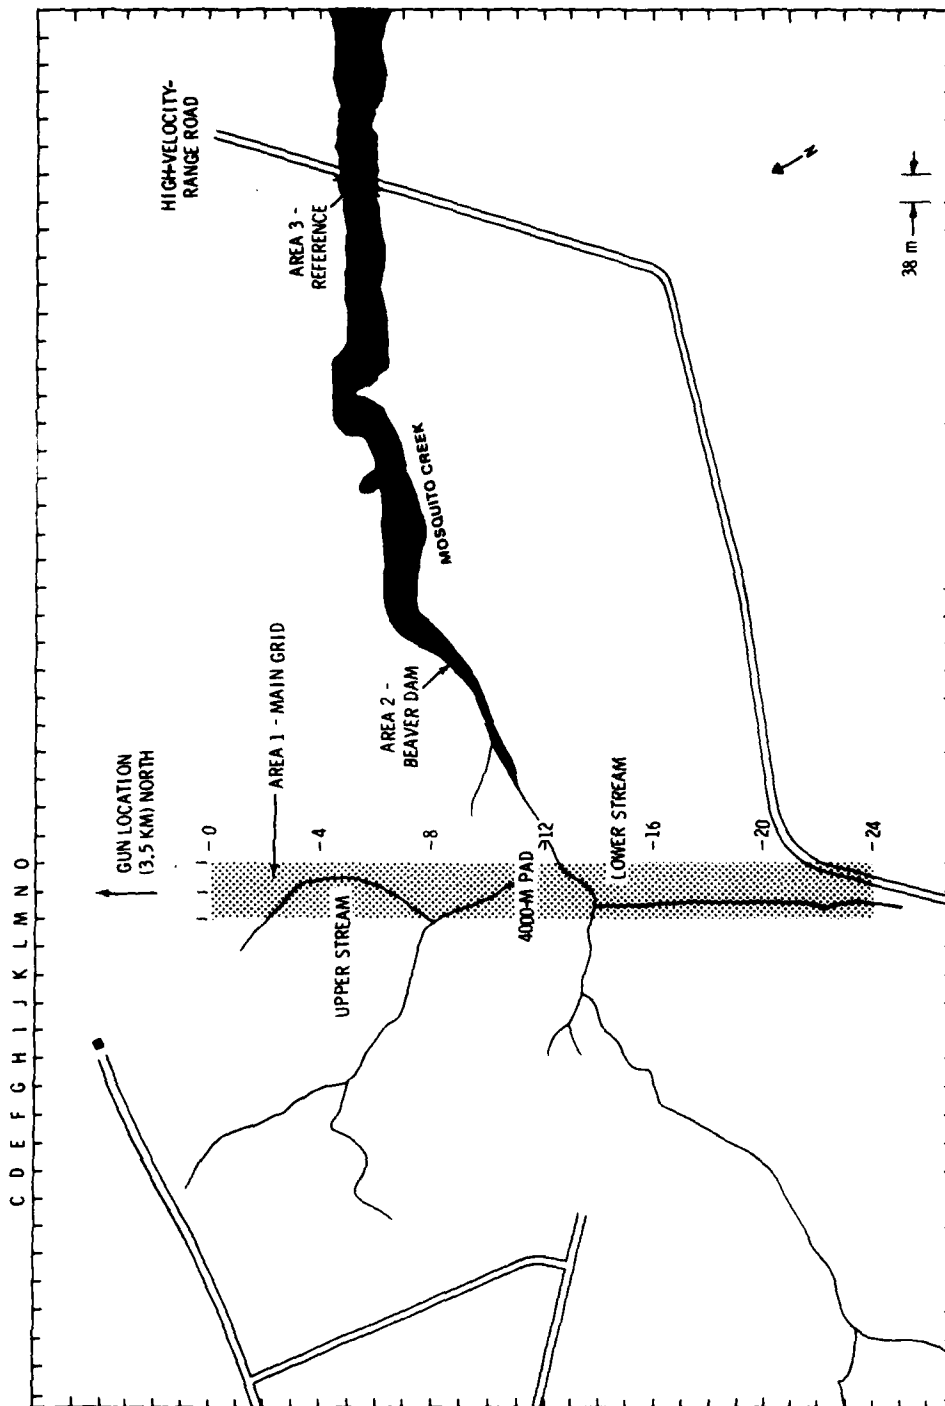 HIGH-VELOCITY-
RANGE ROAD
AREA 3 -
REFERENCE
N
38 m
MOSQUITO CREEK
AREA 2 -
BEAVER DAM
AREA 1 - MAIN GRID
GUN LOCATION
(3.5 KM) NORTH
0
-4
-8
-12
-16
-20
-24
UPPER STREAM
4000-M PAD
LOWER STREAM
C D E F G H I J K L M N O